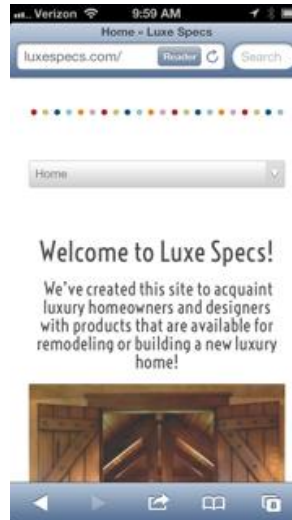 Verizon 9:59 AM
Home - Luxe Specs
luxespecs.com/ Reader Search
Home
Welcome to Luxe Specs!
We've created this site to acquaint
luxury homeowners and designers
with products that are available for
remodeling or building a new luxury
home!
8